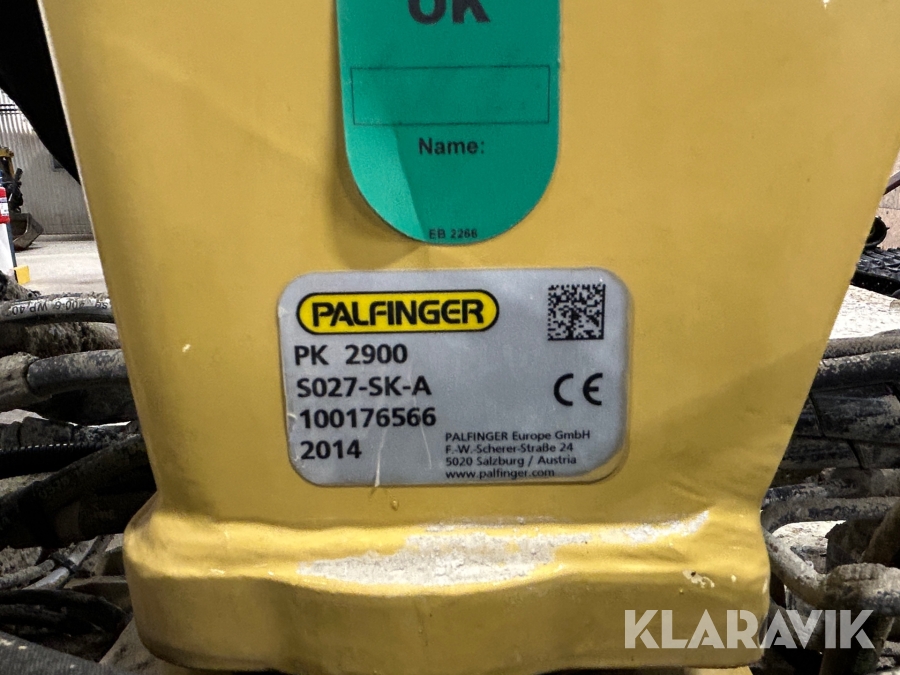 OK
Name:
EB 2266
PALFINGER
PK 2900
S027-SK-A
100176566
2014
CE
PALFINGER Europe GmbH
F.-W.-Scherer-Straße 24
5020 Salzburg / Austria
www.palfinger.com
KLARAVIK